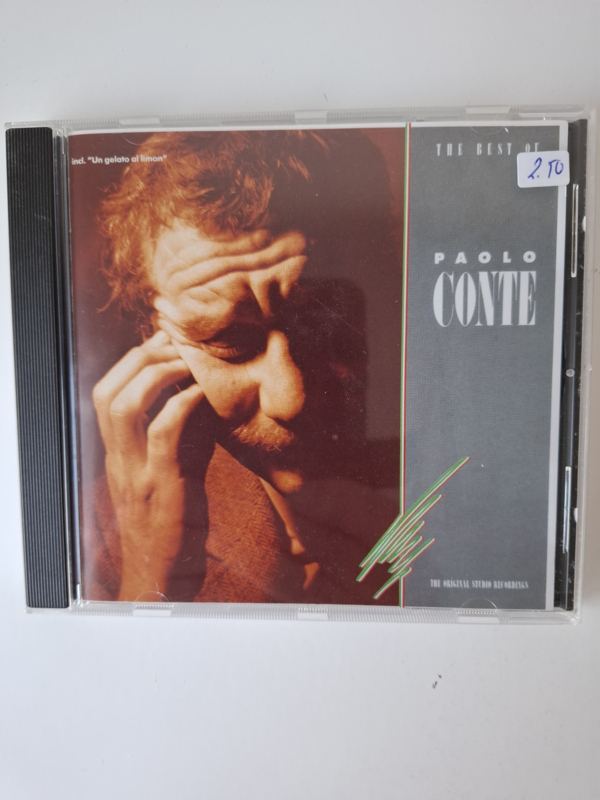 incl. "Un gelato al limon"
THE BEST OF
2.50
PAOLO
CONTE
THE ORIGINAL STUDIO RECORDINGS